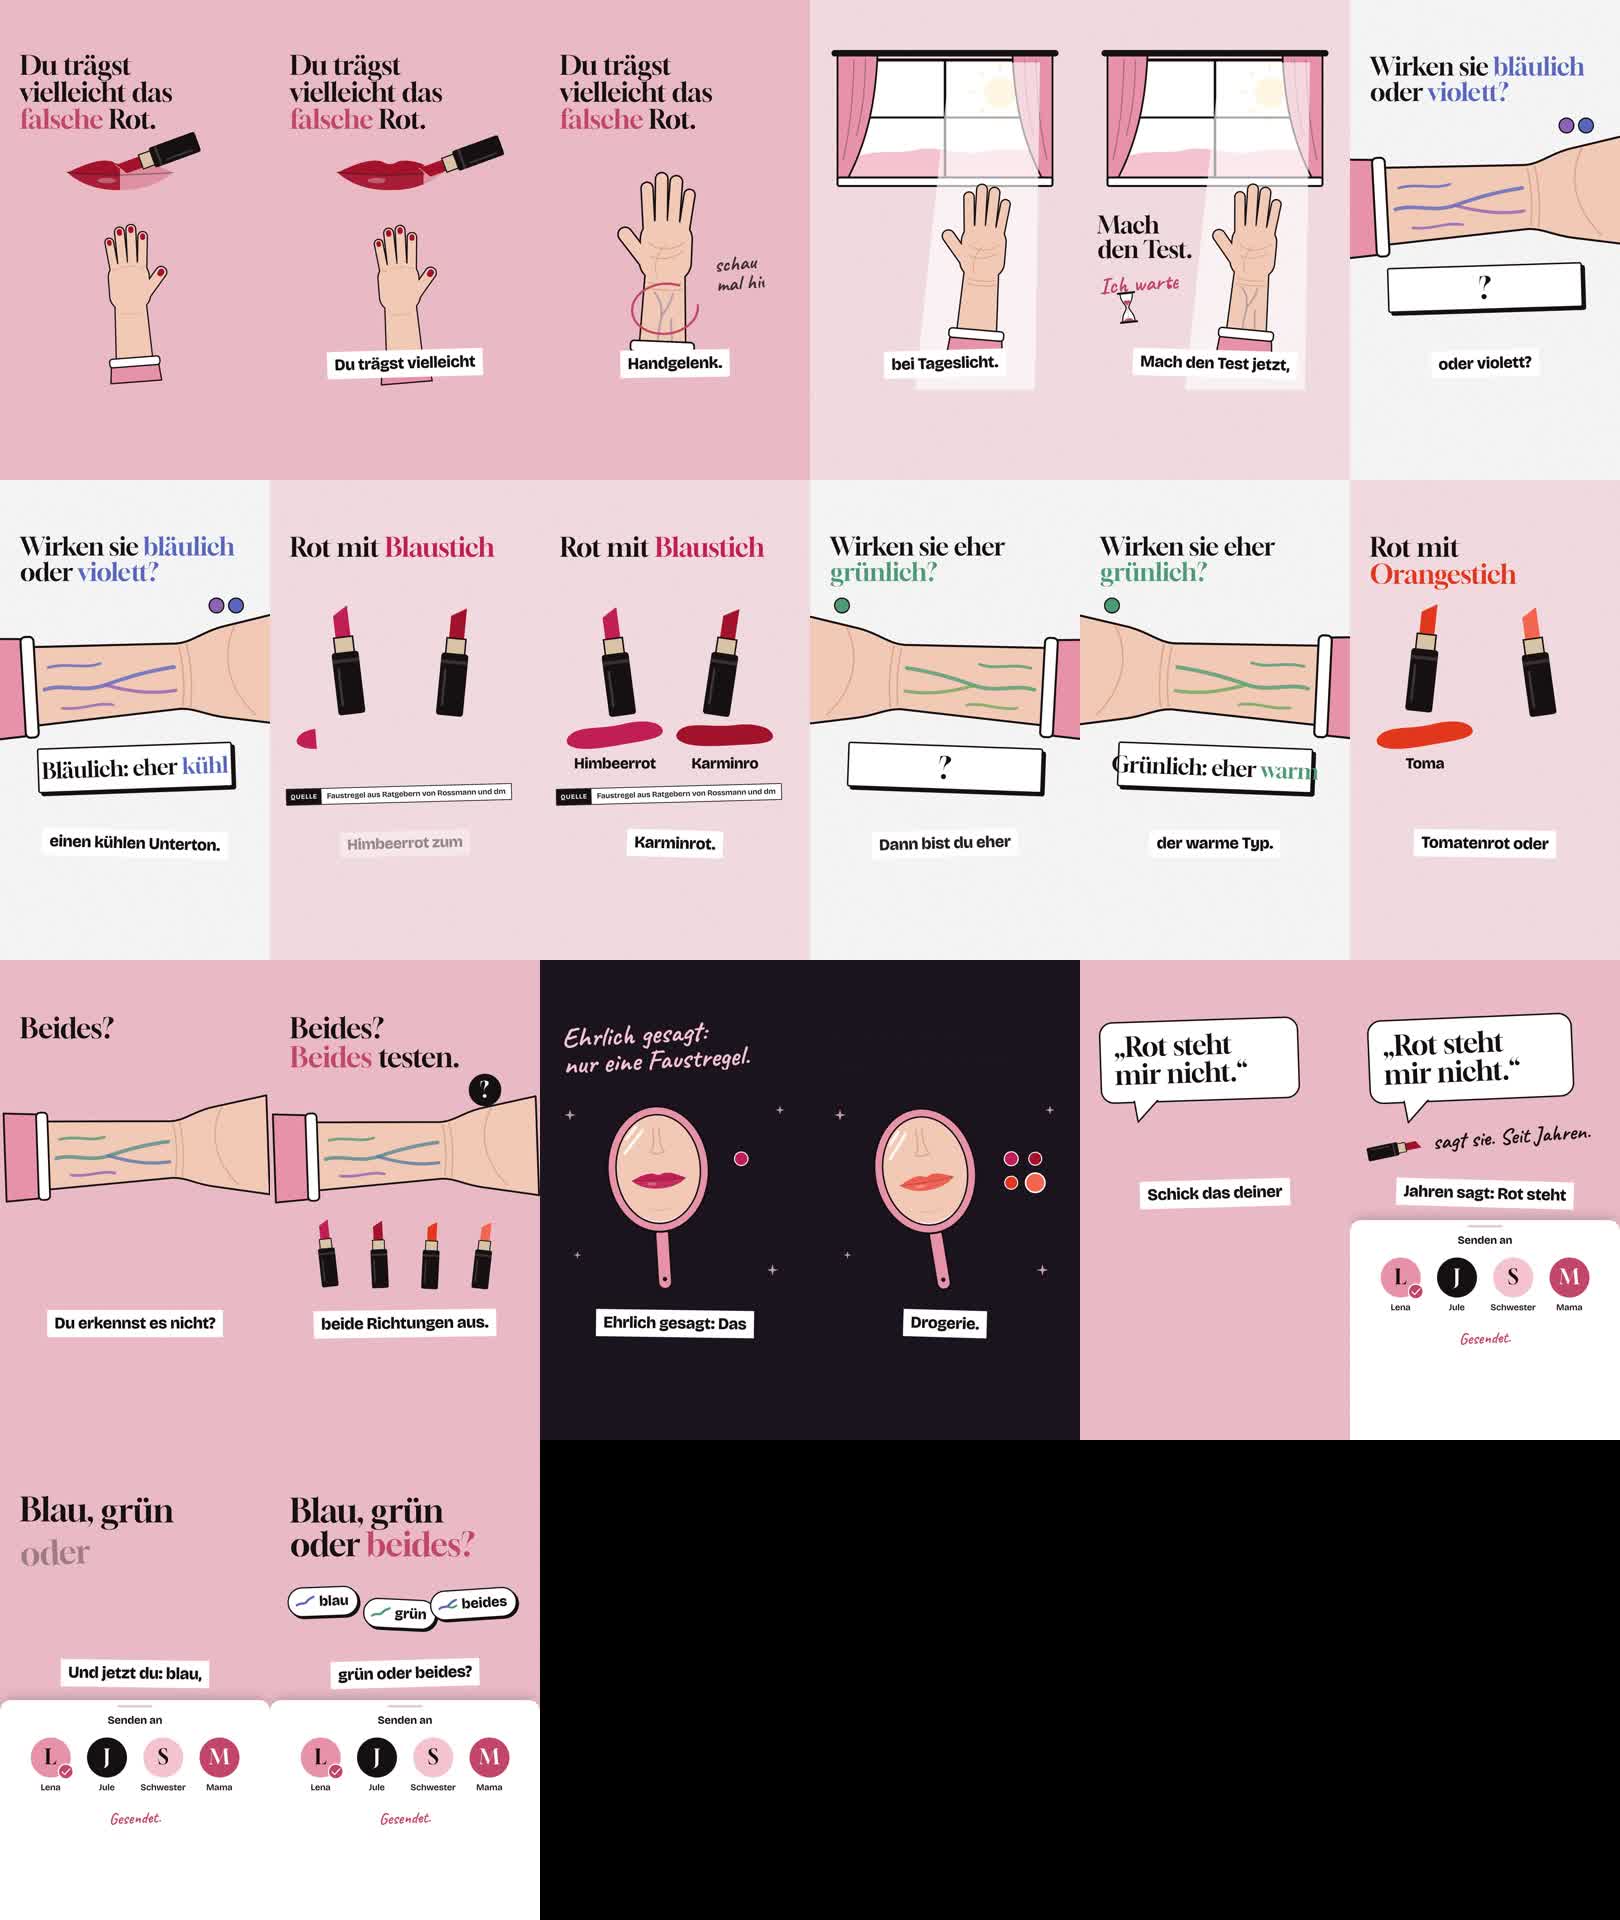 Du trägst
vielleicht das
falsche Rot.
Du trägst
vielleicht das
falsche Rot.
Du trägst vielleicht
Du trägst
vielleicht das
falsche Rot.
schau
mal hi
Handgelenk.
bei Tageslicht.
Mach
den Test.
Ich warte
Mach den Test jetzt,
Wirken sie bläulich
oder violett?
?
oder violett?
Wirken sie bläulich
oder violett?
Bläulich: eher kühl
einen kühlen Unterton.
Rot mit Blaustich
QUELLE Faustregel aus Ratgebern von Rossmann und dm
Himbeerrot zum
Rot mit Blaustich
Himbeerrot Karminro
QUELLE Faustregel aus Ratgebern von Rossmann und dm
Karminrot.
Wirken sie eher
grünlich?
?
Dann bist du eher
Wirken sie eher
grünlich?
Grünlich: eher warm
der warme Typ.
Rot mit
Orangestich
Toma
Tomatenrot oder
Beides?
Du erkennst es nicht?
Beides?
Beides testen.
?
beide Richtungen aus.
Ehrlich gesagt:
nur eine Faustregel.
Ehrlich gesagt: Das
Drogerie.
„Rot steht
mir nicht.“
Schick das deiner
„Rot steht
mir nicht.“
sagt sie. Seit Jahren.
Jahren sagt: Rot steht
Senden an
L J S M
Lena Jule Schwester Mama
Gesendet.
Blau, grün
oder
Und jetzt du: blau,
Senden an
L J S M
Lena Jule Schwester Mama
Gesendet.
Blau, grün
oder beides?
blau grün beides
grün oder beides?
Senden an
L J S M
Lena Jule Schwester Mama
Gesendet.